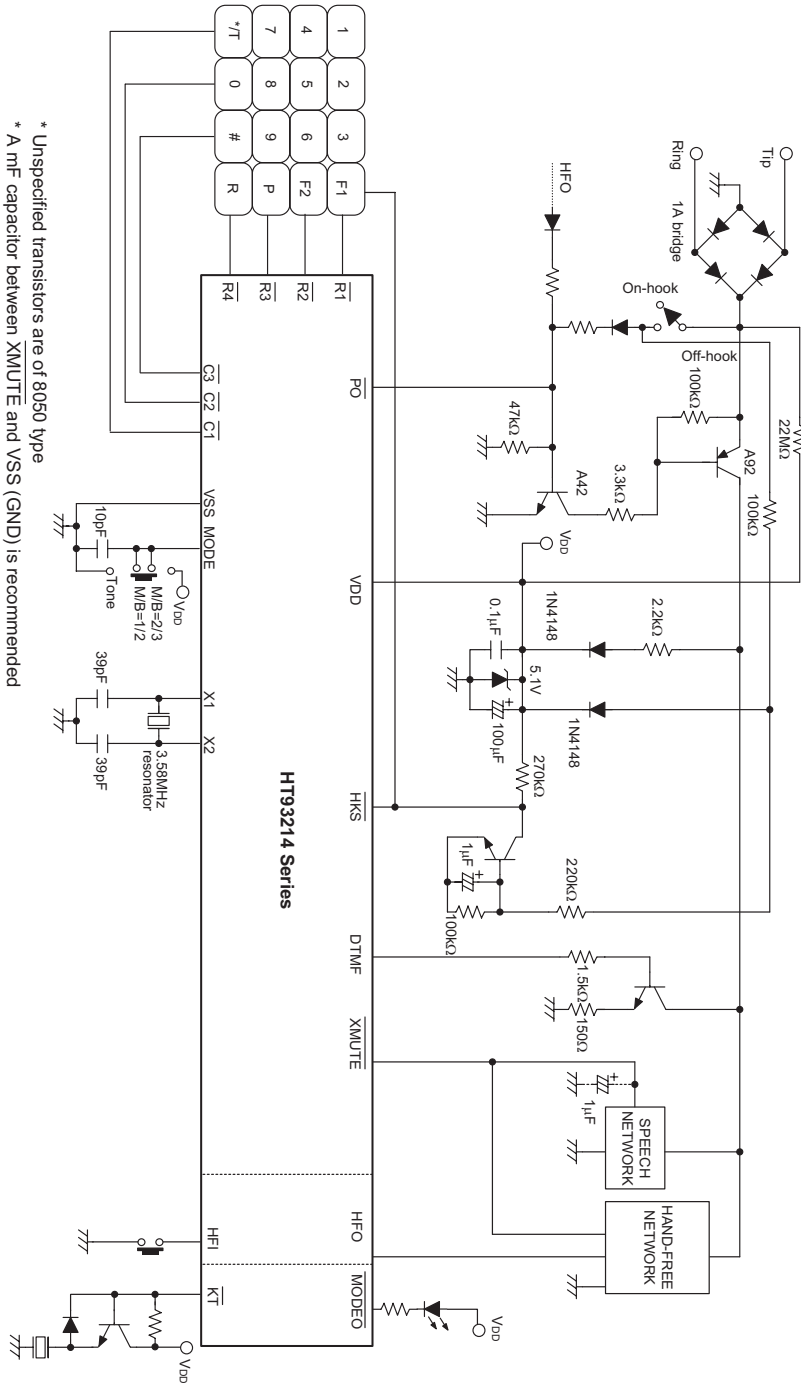 Tip
Ring
1A bridge
HFO
On-hook
Off-hook
100kΩ
22MΩ
A92
100kΩ
3.3kΩ
A42
47kΩ
VDD
1N4148
2.2kΩ
0.1μF
5.1V
+
100μF
1N4148
270kΩ
1μF
+
100kΩ
220kΩ
1.5kΩ
150Ω
+
1μF
SPEECH
NETWORK
HAND-FREE
NETWORK
VDD
1 2 3 F1
4 5 6 F2
7 8 9 P
*/T 0 # R
R1
R2
R3
R4
PO
VDD
HKS
DTMF
XMUTE
HFO
MODEO
HT93214 Series
C3
C2
C1
VSS
MODE
X1
X2
HFI
KT
10pF
Tone
M/B=1/2
M/B=2/3
VDD
39pF
39pF
3.58MHz
resonator
VDD
* Unspecified transistors are of 8050 type
* A mF capacitor between XMUTE and VSS (GND) is recommended